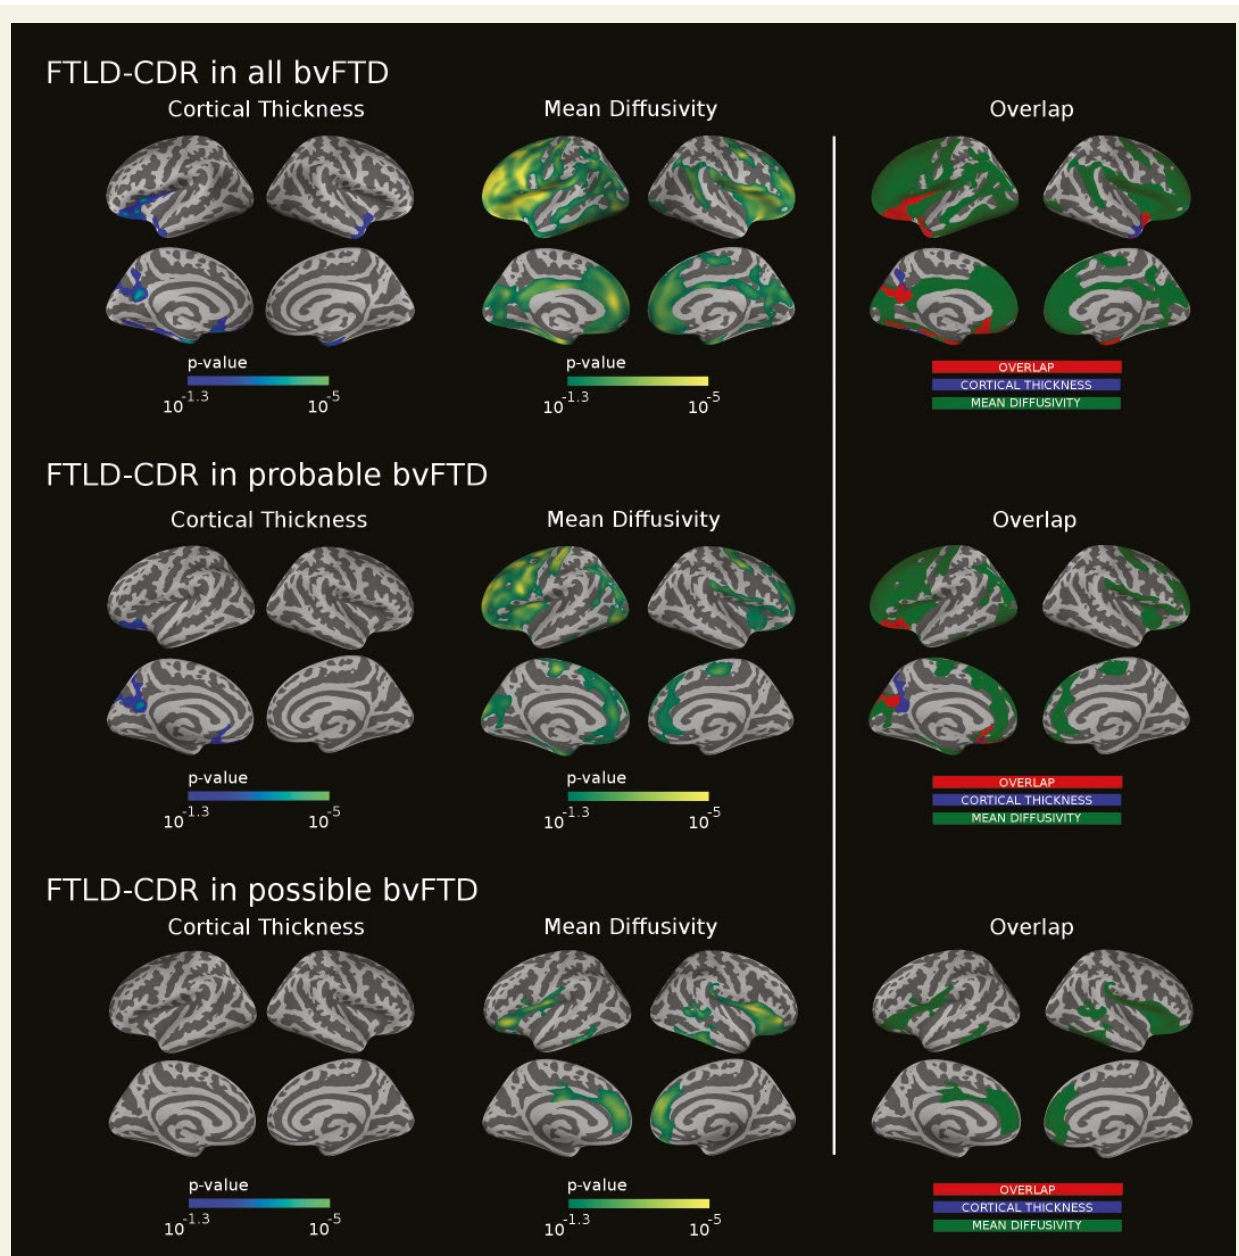 FTLD-CDR in all bvFTD
Cortical Thickness Mean Diffusivity Overlap
p-value p-value
10^-1.3 10^-5 10^-1.3 10^-5
OVERLAP
CORTICAL THICKNESS
MEAN DIFFUSIVITY
FTLD-CDR in probable bvFTD
Cortical Thickness Mean Diffusivity Overlap
p-value p-value
10^-1.3 10^-5 10^-1.3 10^-5
OVERLAP
CORTICAL THICKNESS
MEAN DIFFUSIVITY
FTLD-CDR in possible bvFTD
Cortical Thickness Mean Diffusivity Overlap
p-value p-value
10^-1.3 10^-5 10^-1.3 10^-5
OVERLAP
CORTICAL THICKNESS
MEAN DIFFUSIVITY